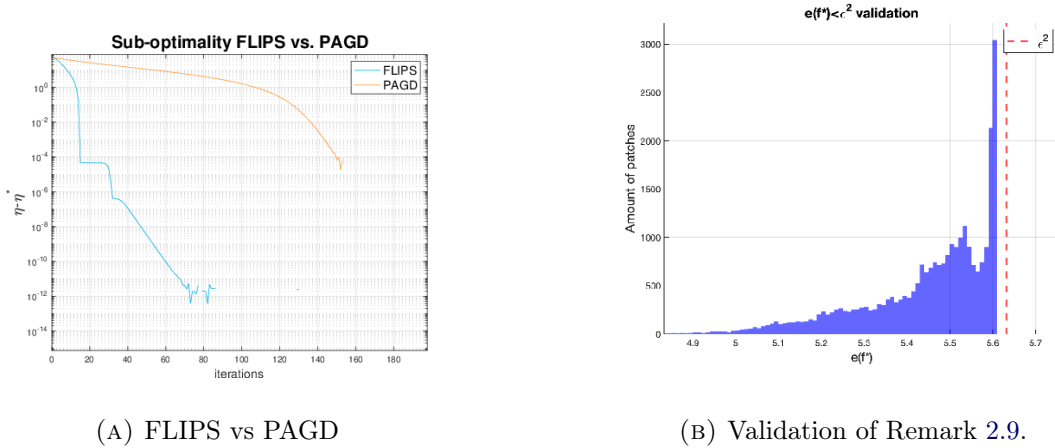 Sub-optimality FLIPS vs. PAGD
FLIPS
PAGD
10^0
10^-2
10^-4
10^-6
10^-8
10^-10
10^-12
10^-14
η-η*
0 20 40 60 80 100 120 140 160 180
iterations
(A) FLIPS vs PAGD
e(f*)<ϵ² validation
ϵ²
3000
2500
2000
1500
1000
500
0
Amount of patches
4.9 5 5.1 5.2 5.3 5.4 5.5 5.6 5.7
e(f*)
(B) Validation of Remark 2.9.